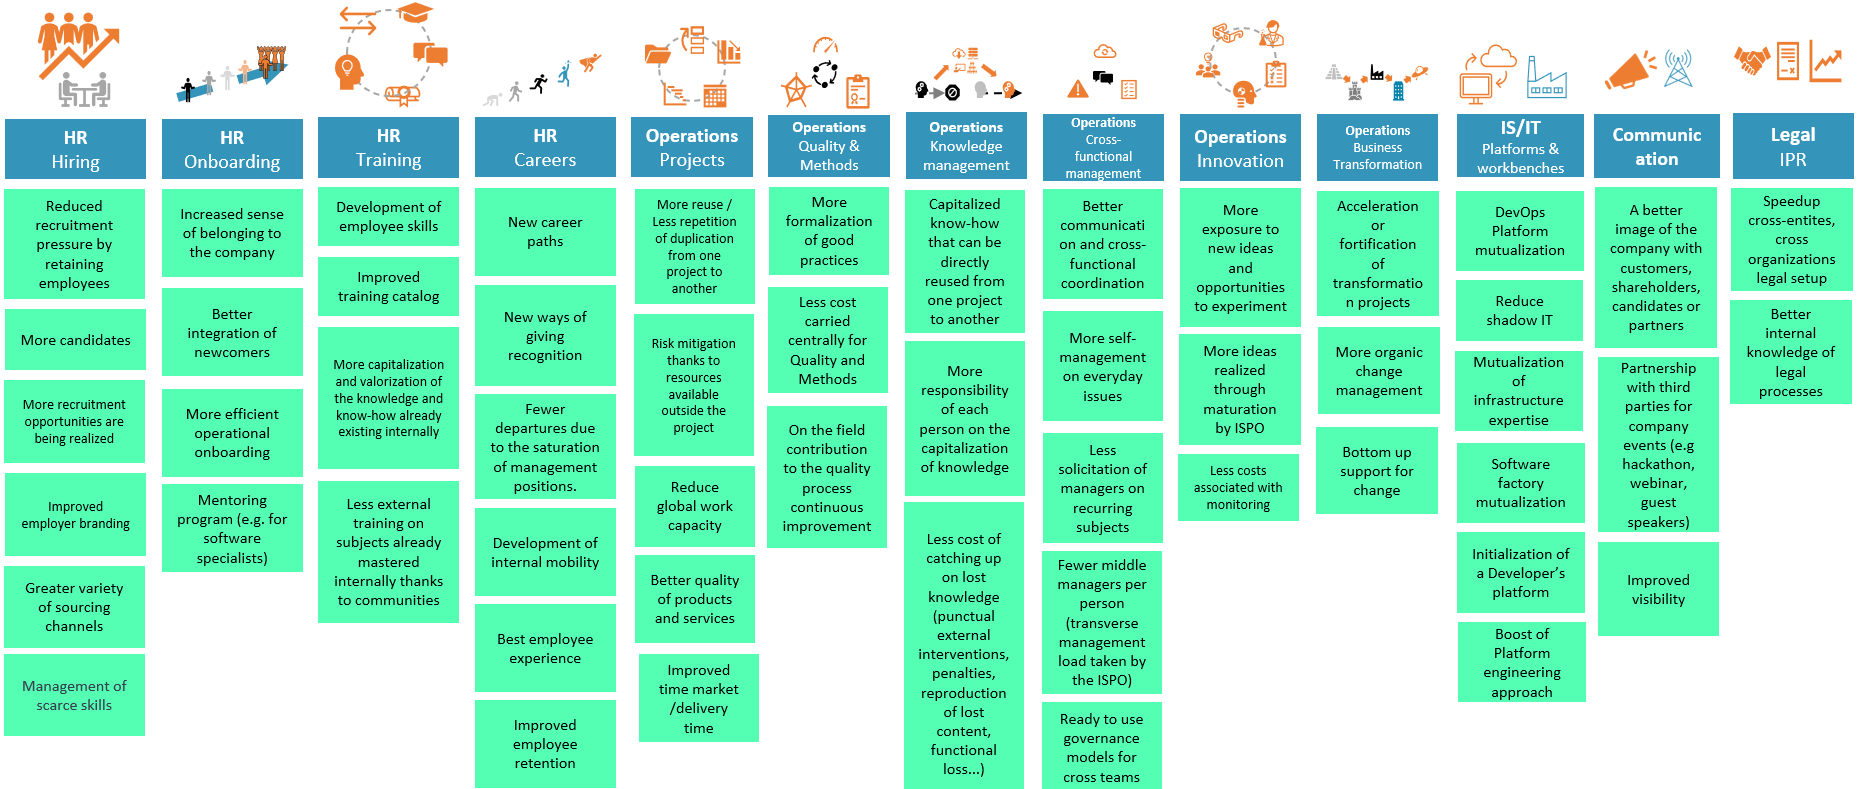 HR
Hiring
Reduced
recruitment
pressure by
retaining
employees
More candidates
More recruitment
opportunities are
being realized
Improved
employer branding
Greater variety
of sourcing
channels
Management of
scarce skills
HR
Onboarding
Increased sense
of belonging to
the company
Better
integration of
newcomers
More efficient
operational
onboarding
Mentoring
program (e.g. for
software
specialists)
HR
Training
Development of
employee skills
Improved
training catalog
More capitalization
and valorization of
the knowledge and
know-how already
existing internally
Less external
training on
subjects already
mastered
internally thanks
to communities
HR
Careers
New career
paths
New ways of
giving
recognition
Fewer
departures due
to the saturation
of management
positions.
Development of
internal mobility
Best employee
experience
Improved
employee
retention
Operations
Projects
More reuse /
Less repetition
of duplication
from one
project to
another
Risk mitigation
thanks to
resources
available
outside the
project
Reduce
global work
capacity
Better quality
of products
and services
Improved
time market
/delivery
time
Operations
Quality &
Methods
More
formalization
of good
practices
Less cost
carried
centrally for
Quality and
Methods
On the field
contribution
to the quality
process
continuous
improvement
Operations
Knowledge
management
Capitalized
know-how
that can be
directly
reused from
one project
to another
More
responsibility
of each
person on the
capitalization
of knowledge
Less cost of
catching up
on lost
knowledge
(punctual
external
interventions,
penalties,
reproduction
of lost
content,
functional
loss...)
Operations
Cross-
functional
management
Better
communicati
on and cross-
functional
coordination
More self-
management
on everyday
issues
Less
solicitation of
managers on
recurring
subjects
Fewer middle
managers per
person
(transverse
management
load taken by
the ISPO)
Ready to use
governance
models for
cross teams
Operations
Innovation
More
exposure to
new ideas
and
opportunities
to experiment
More ideas
realized
through
maturation
by ISPO
Less costs
associated with
monitoring
Operations
Business
Transformation
Acceleration
or
fortification
of
transformatio
n projects
More organic
change
management
Bottom up
support for
change
IS/IT
Platforms &
workbenches
DevOps
Platform
mutualization
Reduce
shadow IT
Mutualization
of
infrastructure
expertise
Software
factory
mutualization
Initialization of
a Developer’s
platform
Boost of
Platform
engineering
approach
Communic
ation
A better
image of the
company with
customers,
shareholders,
candidates or
partners
Partnership
with third
parties for
company
events (e.g
hackathon,
webinar,
guest
speakers)
Improved
visibility
Legal
IPR
Speedup
cross-entites,
cross
organizations
legal setup
Better
internal
knowledge of
legal
processes